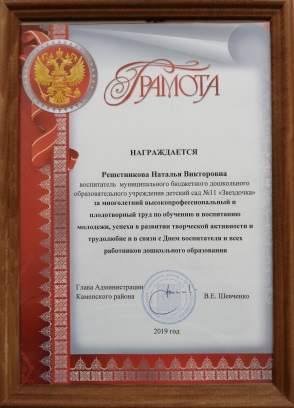 ГРАМОТА
НАГРАЖДАЕТСЯ
Решетникова Наталья Викторовна
воспитатель муниципального бюджетного дошкольного
образовательного учреждения детский сад №11 «Звездочка»
за многолетний высокопрофессиональный и
плодотворный труд по обучению и воспитанию
молодежи, успехи в развитии творческой активности и
трудолюбие и в связи с Днем воспитателя и всех
работников дошкольного образования
Глава Администрации
Каменского района В.Е. Шевченко
2019 год